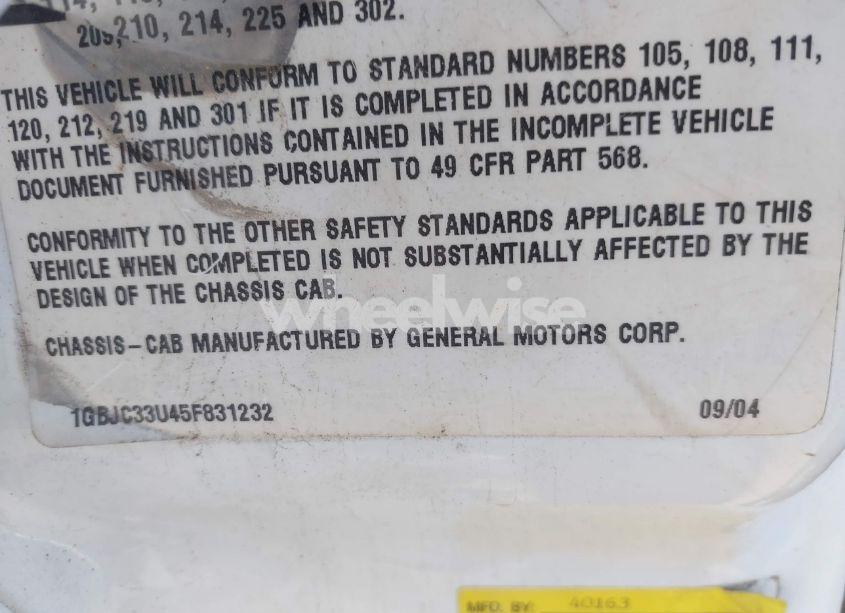 210, 214, 225 AND 302.
THIS VEHICLE WILL CONFORM TO STANDARD NUMBERS 105, 108, 111,
120, 212, 219 AND 301 IF IT IS COMPLETED IN ACCORDANCE
WITH THE INSTRUCTIONS CONTAINED IN THE INCOMPLETE VEHICLE
DOCUMENT FURNISHED PURSUANT TO 49 CFR PART 568.
CONFORMITY TO THE OTHER SAFETY STANDARDS APPLICABLE TO THIS
VEHICLE WHEN COMPLETED IS NOT SUBSTANTIALLY AFFECTED BY THE
DESIGN OF THE CHASSIS CAB.
wheelwise
CHASSIS-CAB MANUFACTURED BY GENERAL MOTORS CORP.
1GBJC33U45F831232 09/04
MFD. BY: 40163